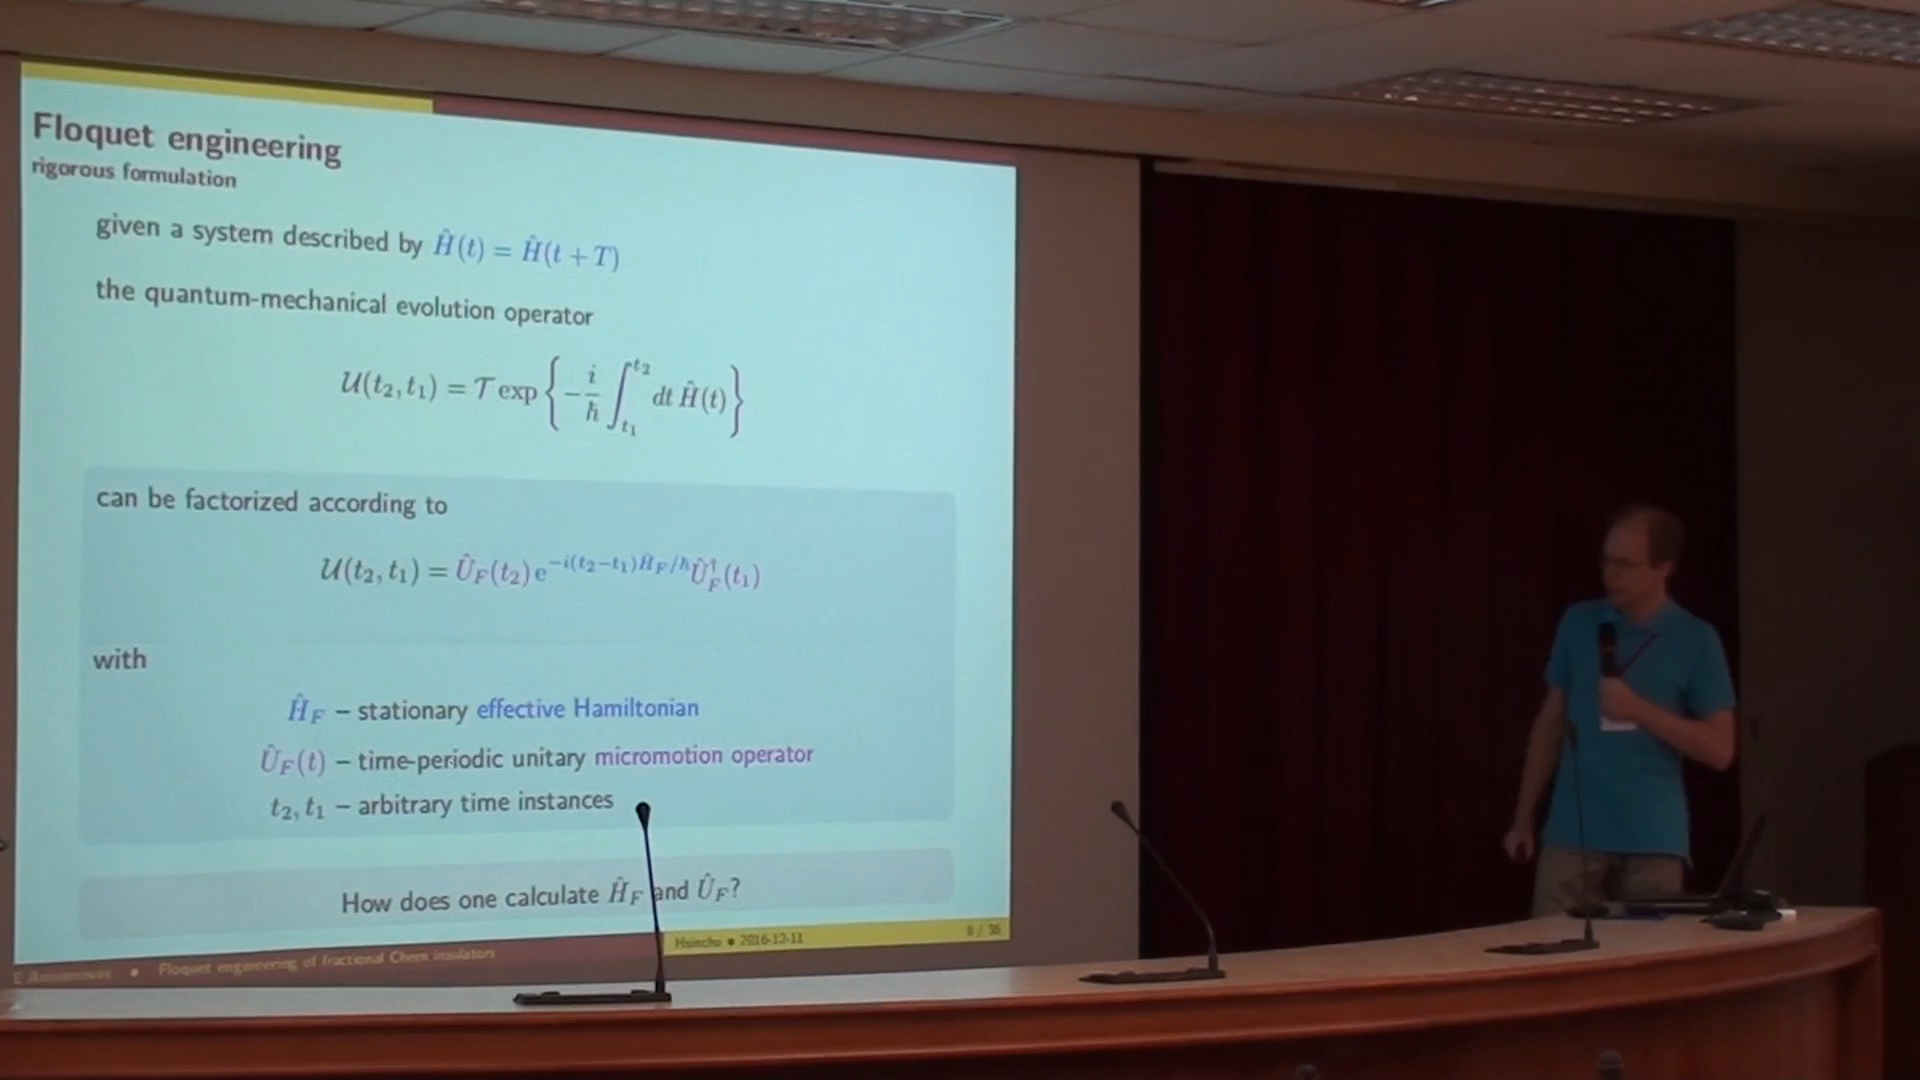 Floquet engineering
rigorous formulation
given a system described by Ĥ(t) = Ĥ(t + T)
the quantum-mechanical evolution operator
𝒰(t₂, t₁) = 𝒯 exp{−(i/ħ) ∫_{t₁}^{t₂} dt Ĥ(t)}
can be factorized according to
𝒰(t₂, t₁) = Û_F(t₂) e^{−i(t₂−t₁)Ĥ_F/ħ} Û_F^†(t₁)
with
Ĥ_F – stationary effective Hamiltonian
Û_F(t) – time-periodic unitary micromotion operator
t₂, t₁ – arbitrary time instances
How does one calculate Ĥ_F and Û_F?
Floquet engineering of fractional Chern insulators
Hsinchu • 2016-12-11
8 / 36